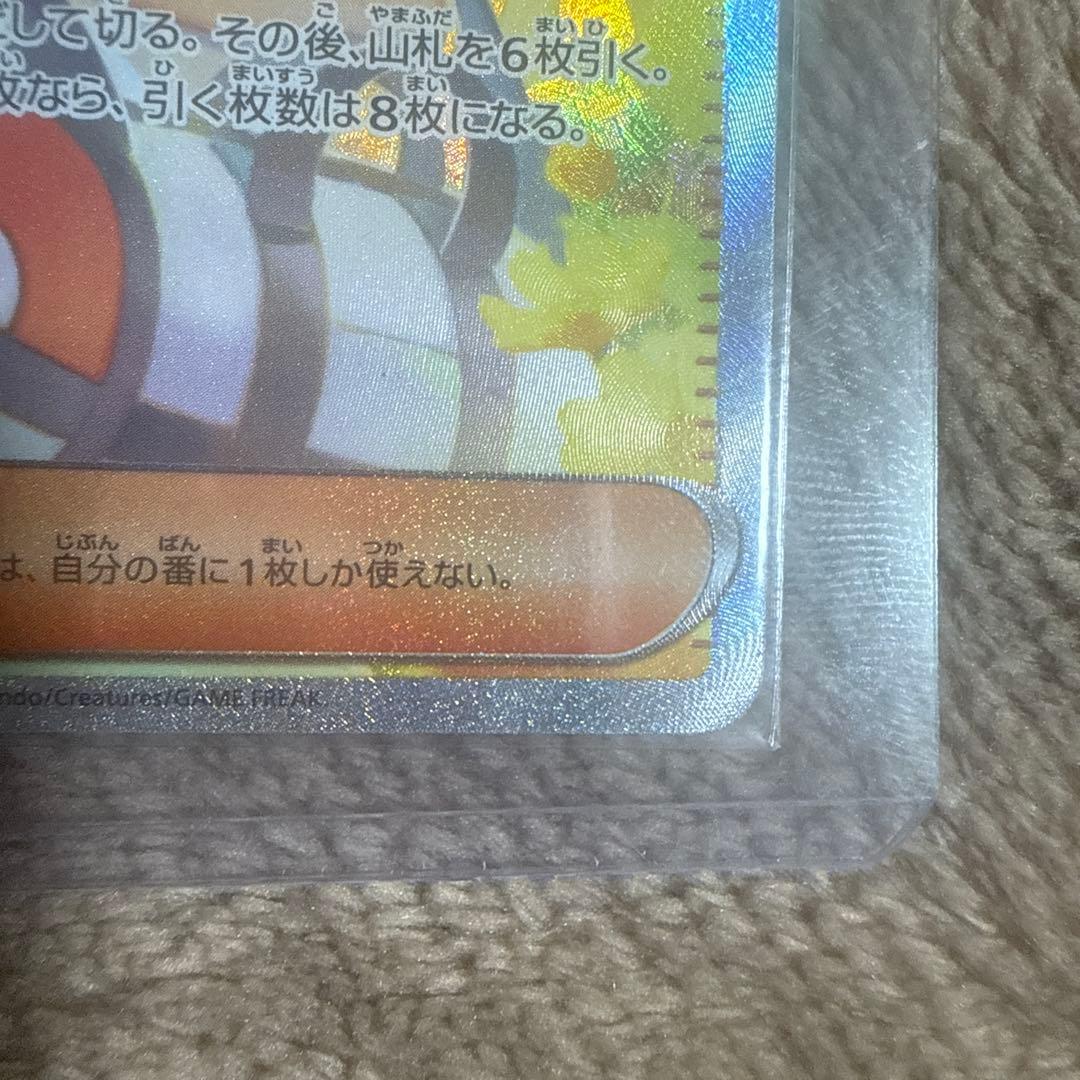 して切る。その後、山札を6枚引く。
枚なら、引く枚数は8枚になる。
は、自分の番に1枚しか使えない。
ndo/Creatures/GAME FREAK.